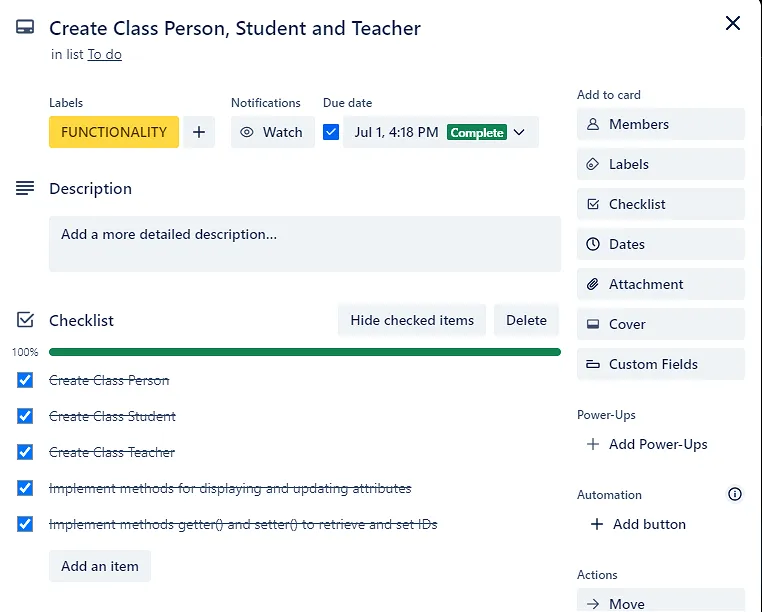 Create Class Person, Student and Teacher
in list To do
Labels
FUNCTIONALITY
Notifications
Watch
Due date
Jul 1, 4:18 PM Complete
Description
Add a more detailed description...
Checklist
Hide checked items
Delete
100%
Create Class Person
Create Class Student
Create Class Teacher
Implement methods for displaying and updating attributes
Implement methods getter() and setter() to retrieve and set IDs
Add an item
Add to card
Members
Labels
Checklist
Dates
Attachment
Cover
Custom Fields
Power-Ups
Add Power-Ups
Automation
Add button
Actions
Move